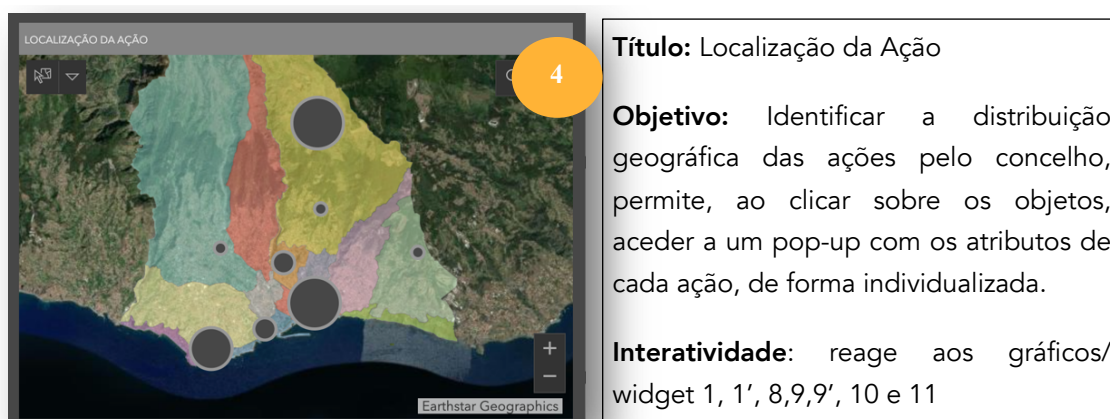 LOCALIZAÇÃO DA AÇÃO
4
+
−
Earthstar Geographics
Título: Localização da Ação
Objetivo: Identificar a distribuição
geográfica das ações pelo concelho,
permite, ao clicar sobre os objetos,
aceder a um pop-up com os atributos de
cada ação, de forma individualizada.
Interatividade: reage aos gráficos/
widget 1, 1’, 8,9,9’, 10 e 11